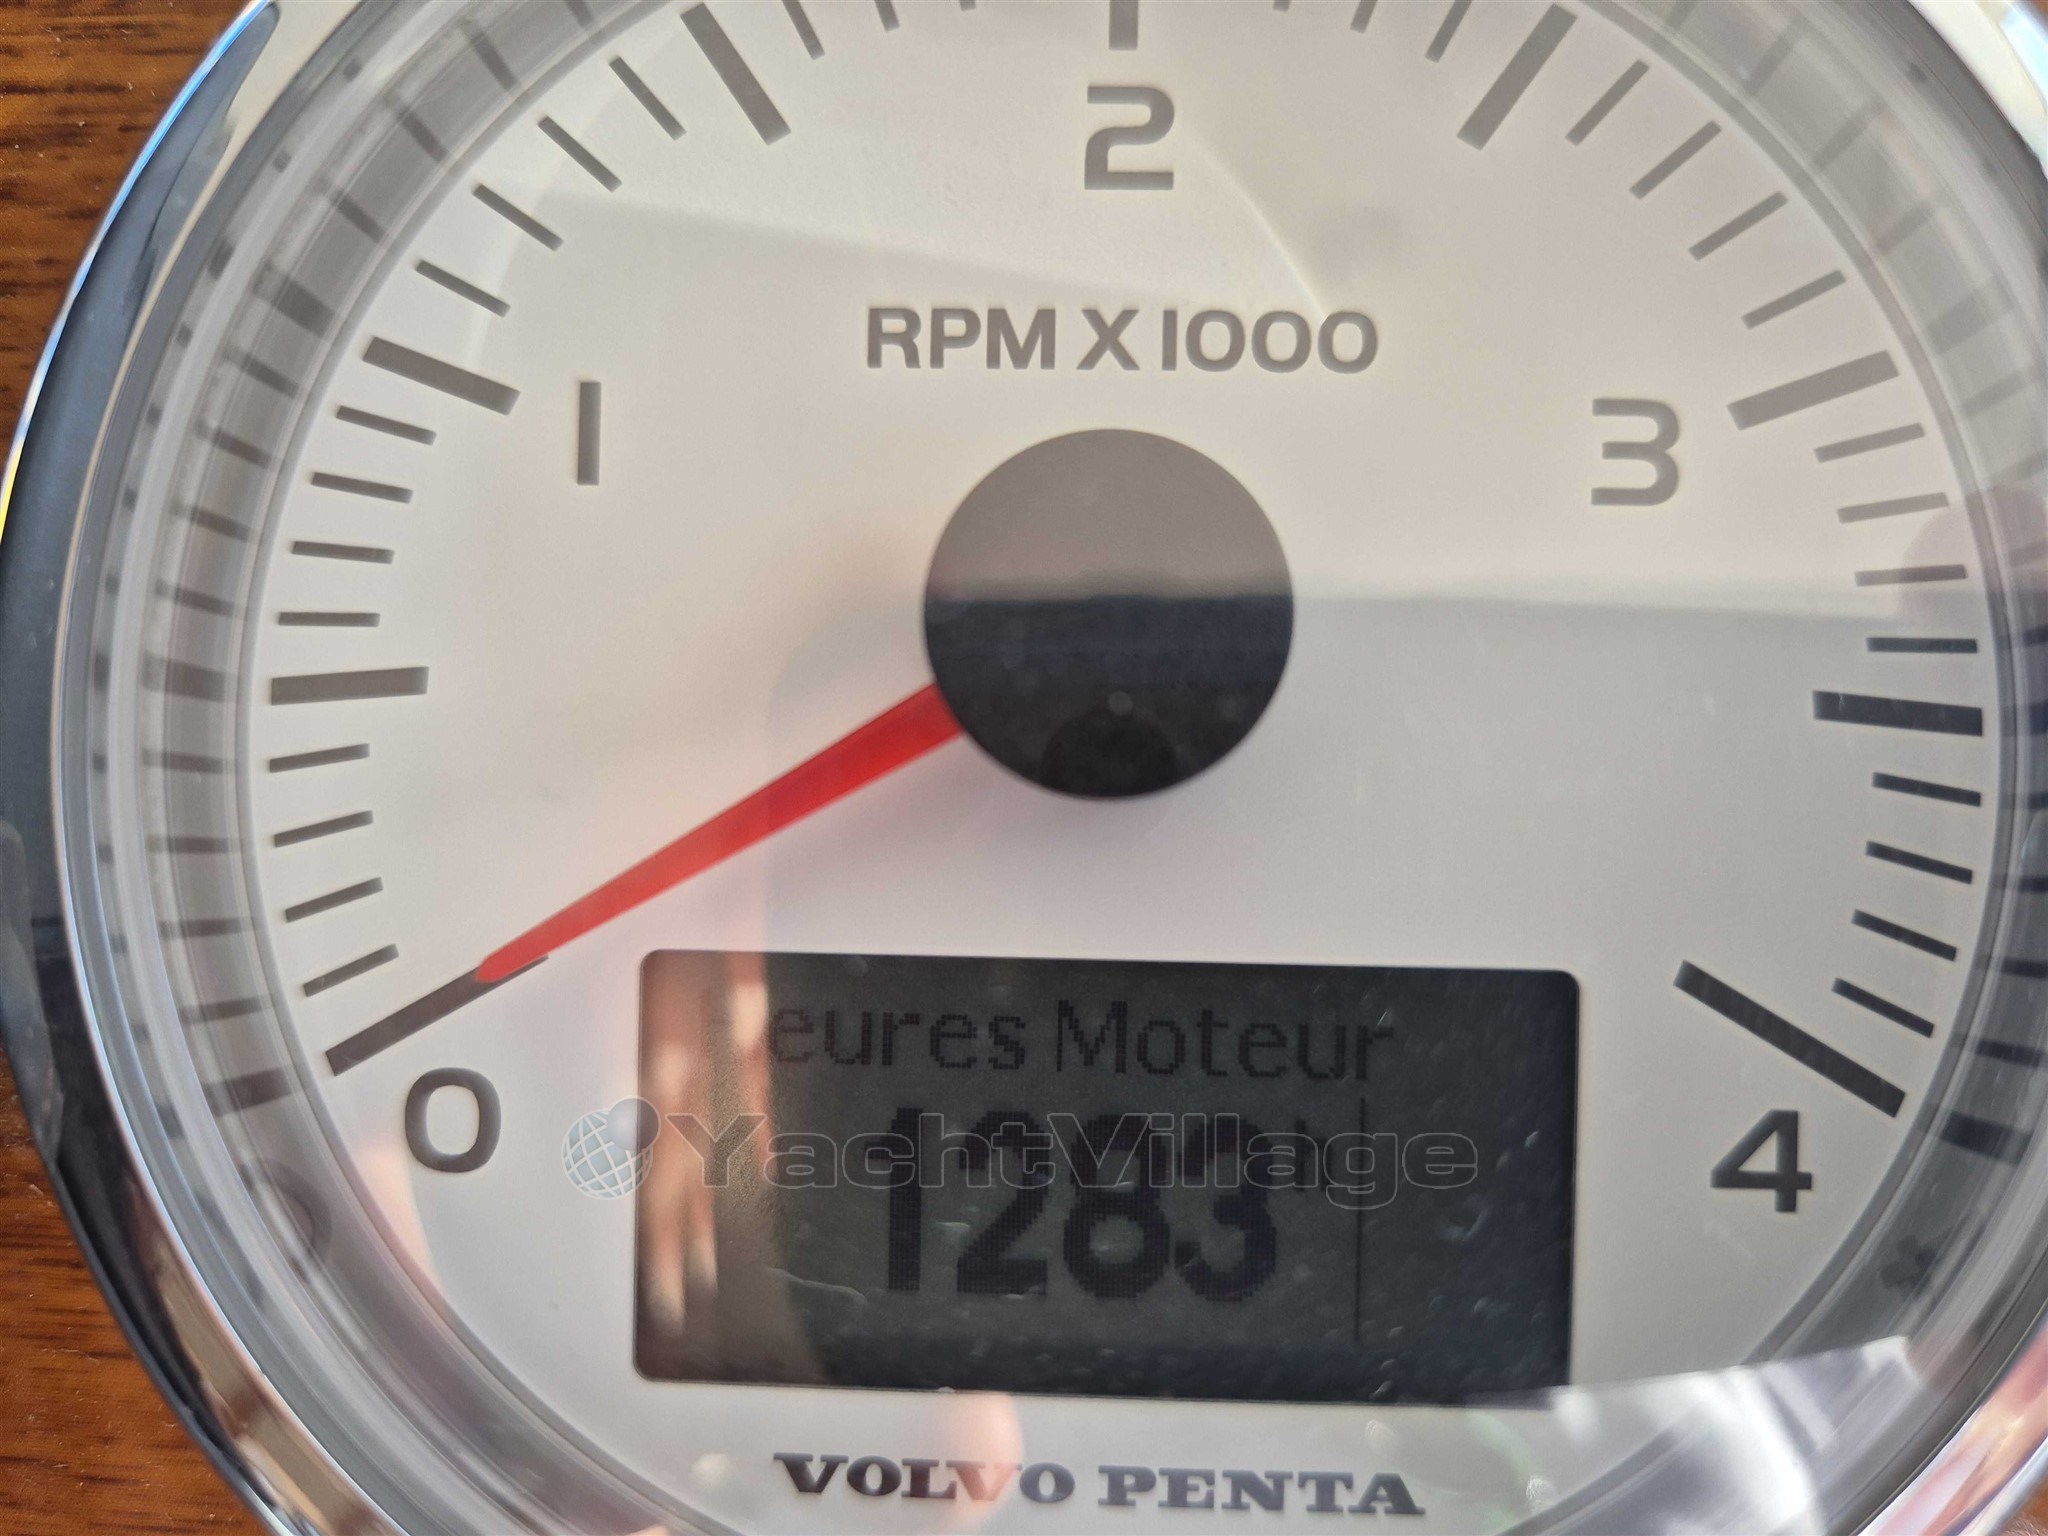 2
RPM X 1000
1
3
eures Moteur
0
YachtVillage
4
1283
VOLVO PENTA